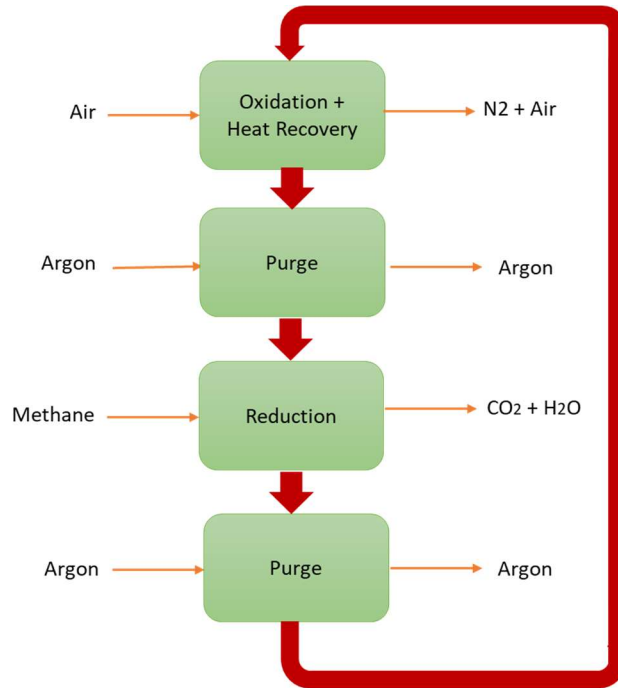 Air
Oxidation +
Heat Recovery
N2 + Air
Argon
Purge
Argon
Methane
Reduction
CO2 + H2O
Argon
Purge
Argon